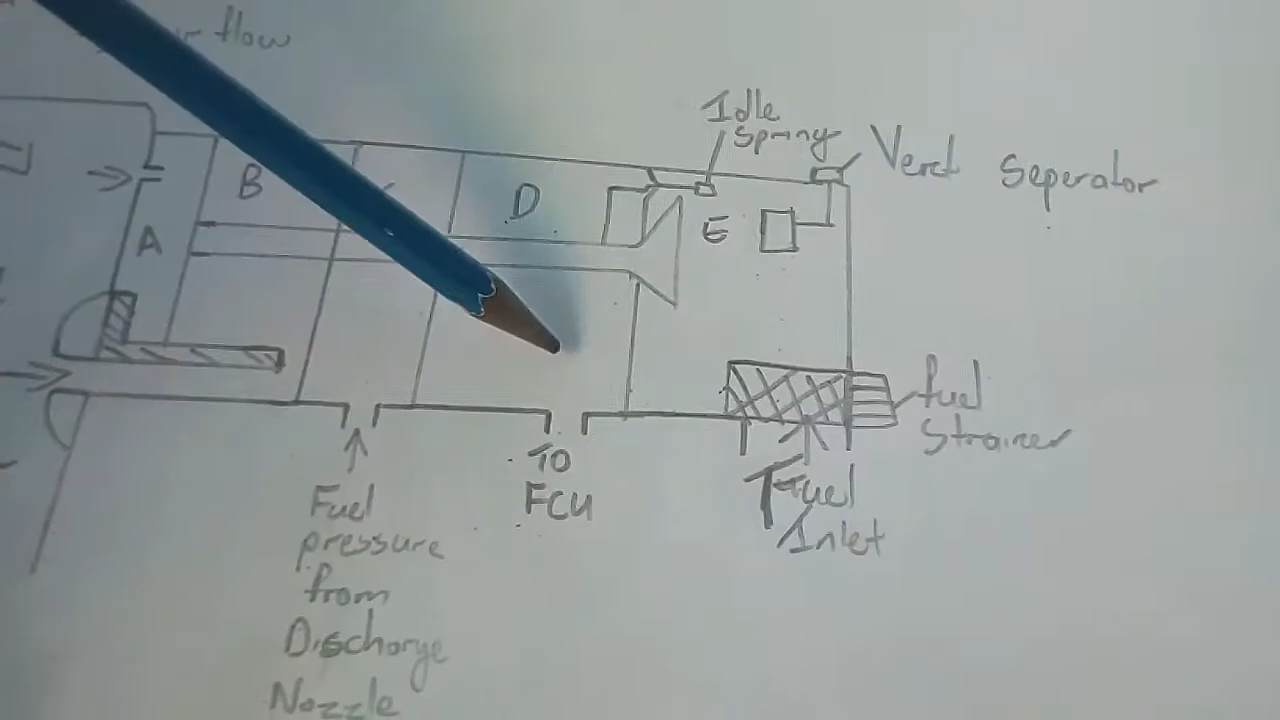 flow
Idle
Spring
Vent Seperator
B
D
E
A
fuel
Strainer
TO
FCU
Fuel
Inlet
Fuel
pressure
from
Discharge
Nozzle